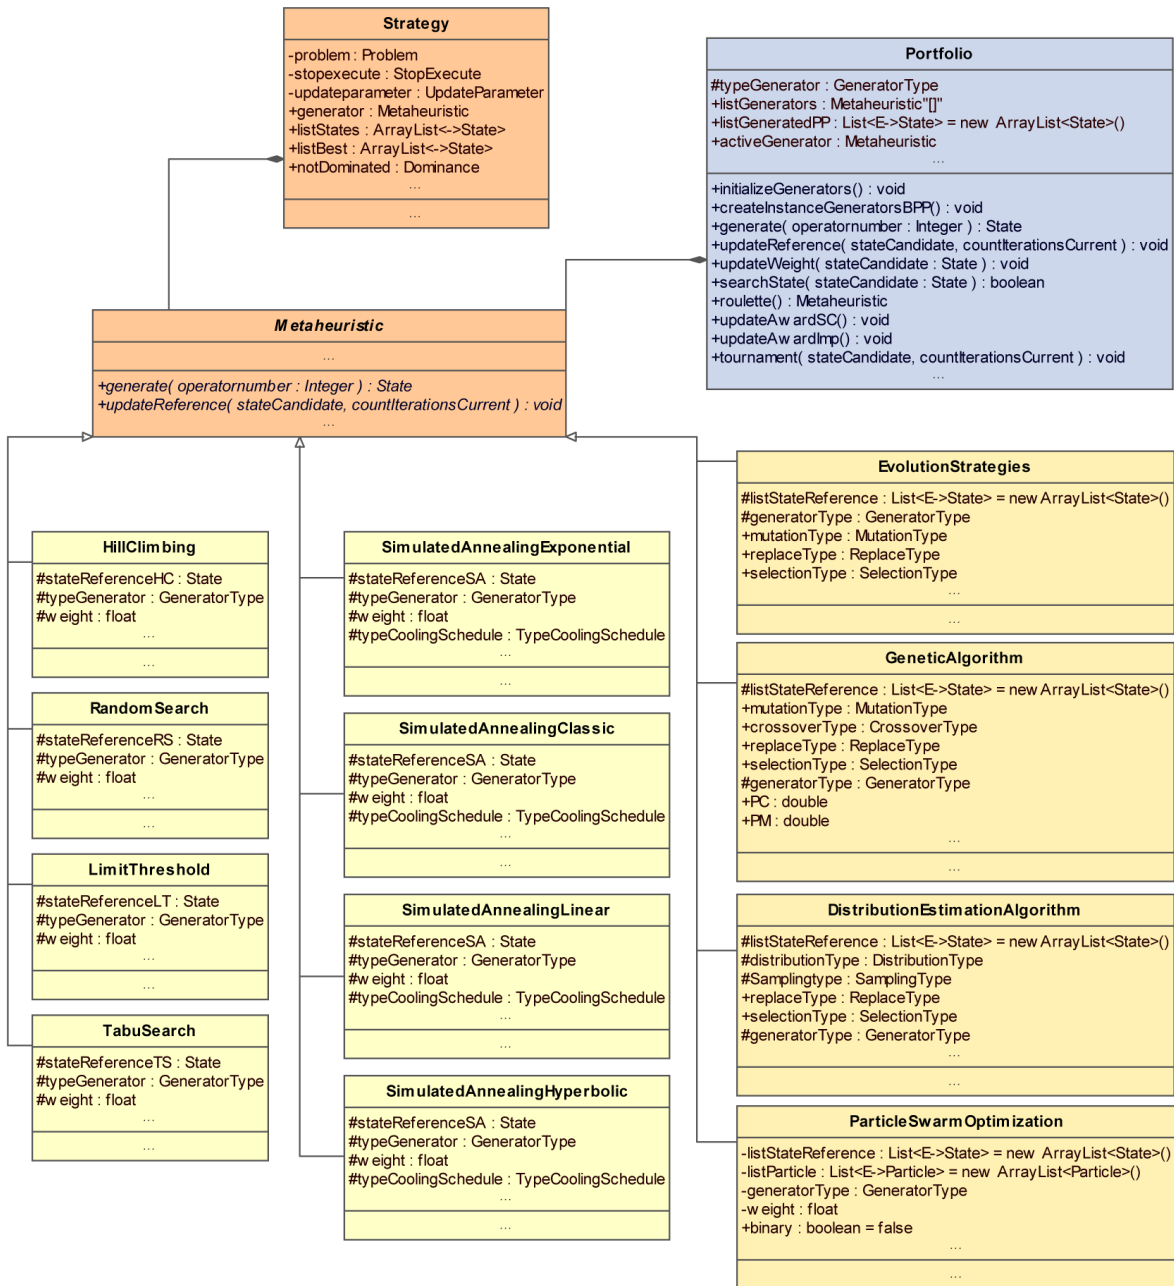 Strategy
-problem : Problem
-stopexecute : StopExecute
-updateparameter : UpdateParameter
+generator : Metaheuristic
+listStates : ArrayList<->State>
+listBest : ArrayList<->State>
+notDominated : Dominance
...
...
Portfolio
#typeGenerator : GeneratorType
+listGenerators : Metaheuristic"[]"
+listGeneratedPP : List<E->State> = new ArrayList<State>()
+activeGenerator : Metaheuristic
...
+initializeGenerators() : void
+createInstanceGeneratorsBPP() : void
+generate( operatornumber : Integer ) : State
+updateReference( stateCandidate, countIterationsCurrent ) : void
+updateWeight( stateCandidate : State ) : void
+searchState( stateCandidate : State ) : boolean
+roulette() : Metaheuristic
+updateAwardSC() : void
+updateAwardImp() : void
+tournament( stateCandidate, countIterationsCurrent ) : void
...
Metaheuristic
...
+generate( operatornumber : Integer ) : State
+updateReference( stateCandidate, countIterationsCurrent ) : void
...
HillClimbing
#stateReferenceHC : State
#typeGenerator : GeneratorType
#weight : float
...
...
RandomSearch
#stateReferenceRS : State
#typeGenerator : GeneratorType
#weight : float
...
...
LimitThreshold
#stateReferenceLT : State
#typeGenerator : GeneratorType
#weight : float
...
...
TabuSearch
#stateReferenceTS : State
#typeGenerator : GeneratorType
#weight : float
...
...
SimulatedAnnealingExponential
#stateReferenceSA : State
#typeGenerator : GeneratorType
#weight : float
#typeCoolingSchedule : TypeCoolingSchedule
...
...
SimulatedAnnealingClassic
#stateReferenceSA : State
#typeGenerator : GeneratorType
#weight : float
#typeCoolingSchedule : TypeCoolingSchedule
...
...
SimulatedAnnealingLinear
#stateReferenceSA : State
#typeGenerator : GeneratorType
#weight : float
#typeCoolingSchedule : TypeCoolingSchedule
...
...
SimulatedAnnealingHyperbolic
#stateReferenceSA : State
#typeGenerator : GeneratorType
#weight : float
#typeCoolingSchedule : TypeCoolingSchedule
...
...
EvolutionStrategies
#listStateReference : List<E->State> = new ArrayList<State>()
#generatorType : GeneratorType
+mutationType : MutationType
+replaceType : ReplaceType
+selectionType : SelectionType
...
...
GeneticAlgorithm
#listStateReference : List<E->State> = new ArrayList<State>()
+mutationType : MutationType
+crossoverType : CrossoverType
+replaceType : ReplaceType
+selectionType : SelectionType
#generatorType : GeneratorType
+PC : double
+PM : double
...
...
DistributionEstimationAlgorithm
#listStateReference : List<E->State> = new ArrayList<State>()
#distributionType : DistributionType
#Samplingtype : SamplingType
+replaceType : ReplaceType
+selectionType : SelectionType
#generatorType : GeneratorType
...
...
ParticleSwarmOptimization
-listStateReference : List<E->State> = new ArrayList<State>()
-listParticle : List<E->Particle> = new ArrayList<Particle>()
-generatorType : GeneratorType
-weight : float
+binary : boolean = false
...
...